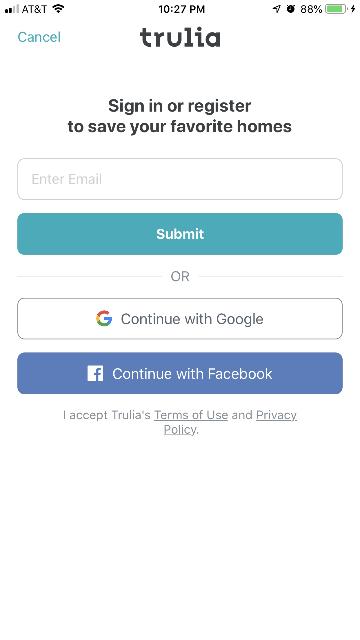 AT&T 10:27 PM 88%
Cancel trulia
Sign in or register
to save your favorite homes
Enter Email
Submit
OR
Continue with Google
Continue with Facebook
I accept Trulia's Terms of Use and Privacy
Policy.